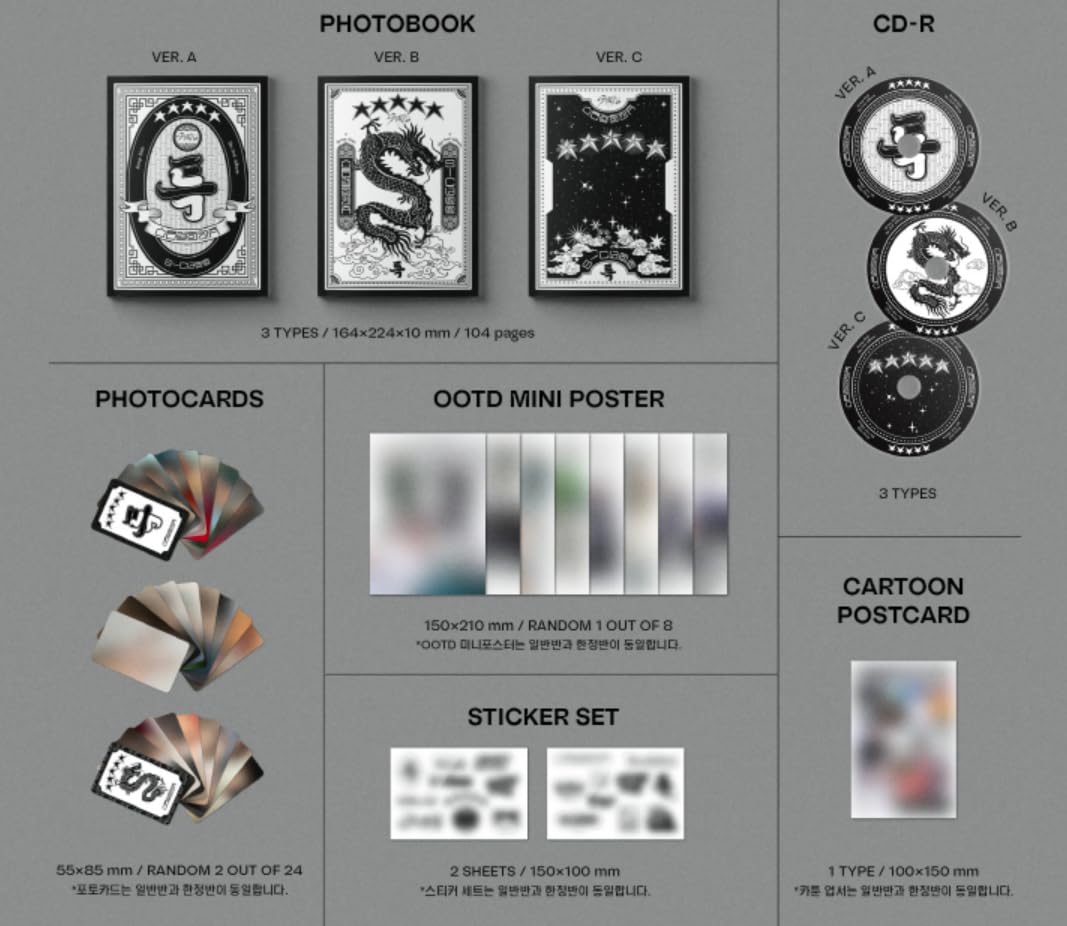 PHOTOBOOK
VER. A
VER. B
VER. C
3 TYPES / 164×224×10 mm / 104 pages
CD-R
VER. A
VER. B
VER. C
3 TYPES
PHOTOCARDS
55×85 mm / RANDOM 2 OUT OF 24
*포토카드는 일반반과 한정반이 동일합니다.
OOTD MINI POSTER
150×210 mm / RANDOM 1 OUT OF 8
*OOTD 미니포스터는 일반반과 한정반이 동일합니다.
STICKER SET
2 SHEETS / 150×100 mm
*스티커 세트는 일반반과 한정반이 동일합니다.
CARTOON
POSTCARD
1 TYPE / 100×150 mm
*카툰 엽서는 일반반과 한정반이 동일합니다.